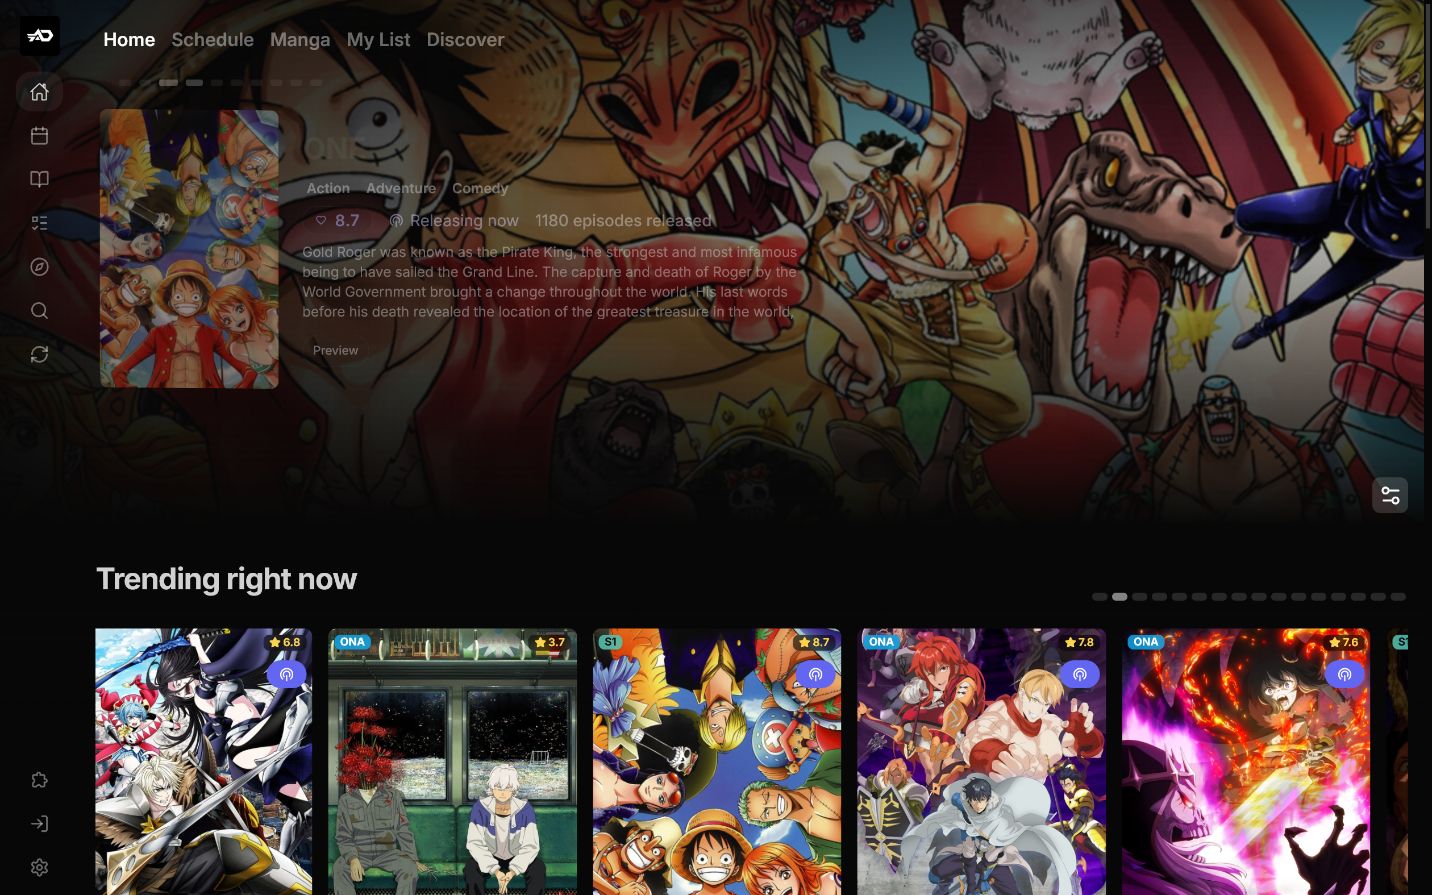 Home Schedule Manga My List Discover
ONE
Action Adventure Comedy
8.7 Releasing now 1180 episodes released
Gold Roger was known as the Pirate King, the strongest and most infamous
being to have sailed the Grand Line. The capture and death of Roger by the
World Government brought a change throughout the world. His last words
before his death revealed the location of the greatest treasure in the world,
Preview
Trending right now
6.8
ONA 3.7
S1 8.7
ONA 7.8
ONA 7.6